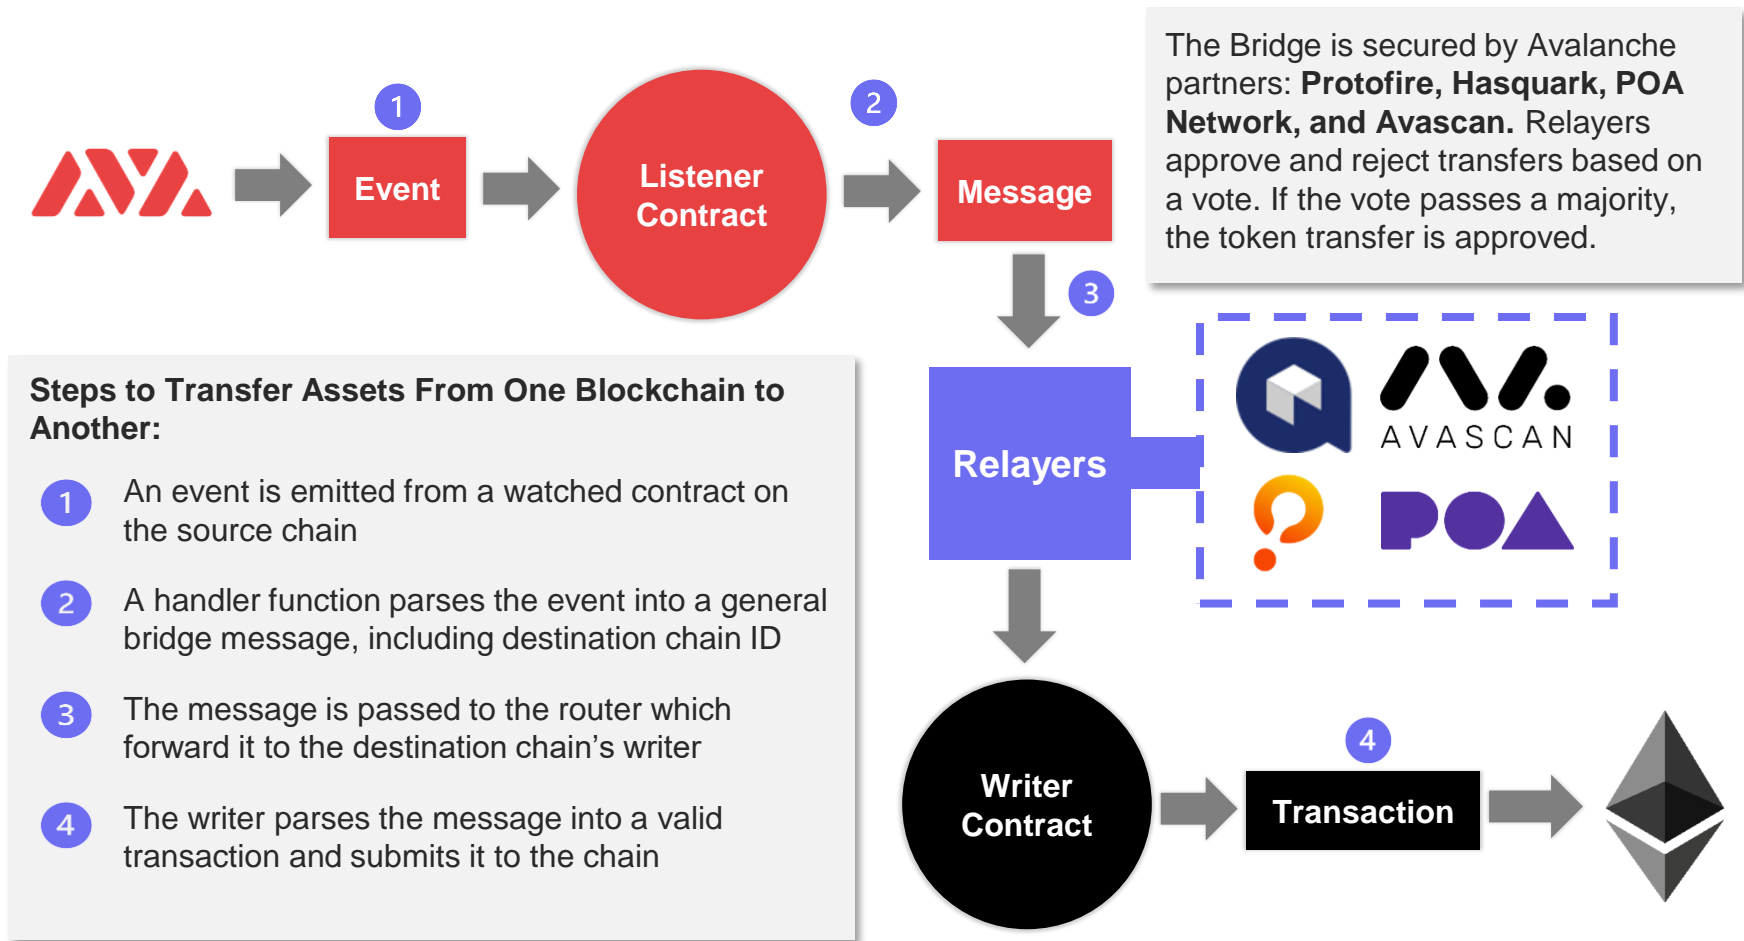 The Bridge is secured by Avalanche
partners: Protofire, Hasquark, POA
Network, and Avascan. Relayers
approve and reject transfers based on
a vote. If the vote passes a majority,
the token transfer is approved.
1
2
AVA
Event
Listener
Contract
Message
3
Steps to Transfer Assets From One Blockchain to
Another:
1
An event is emitted from a watched contract on
the source chain
2
A handler function parses the event into a general
bridge message, including destination chain ID
3
The message is passed to the router which
forward it to the destination chain’s writer
4
The writer parses the message into a valid
transaction and submits it to the chain
Relayers
AVASCAN
POA
Writer
Contract
4
Transaction